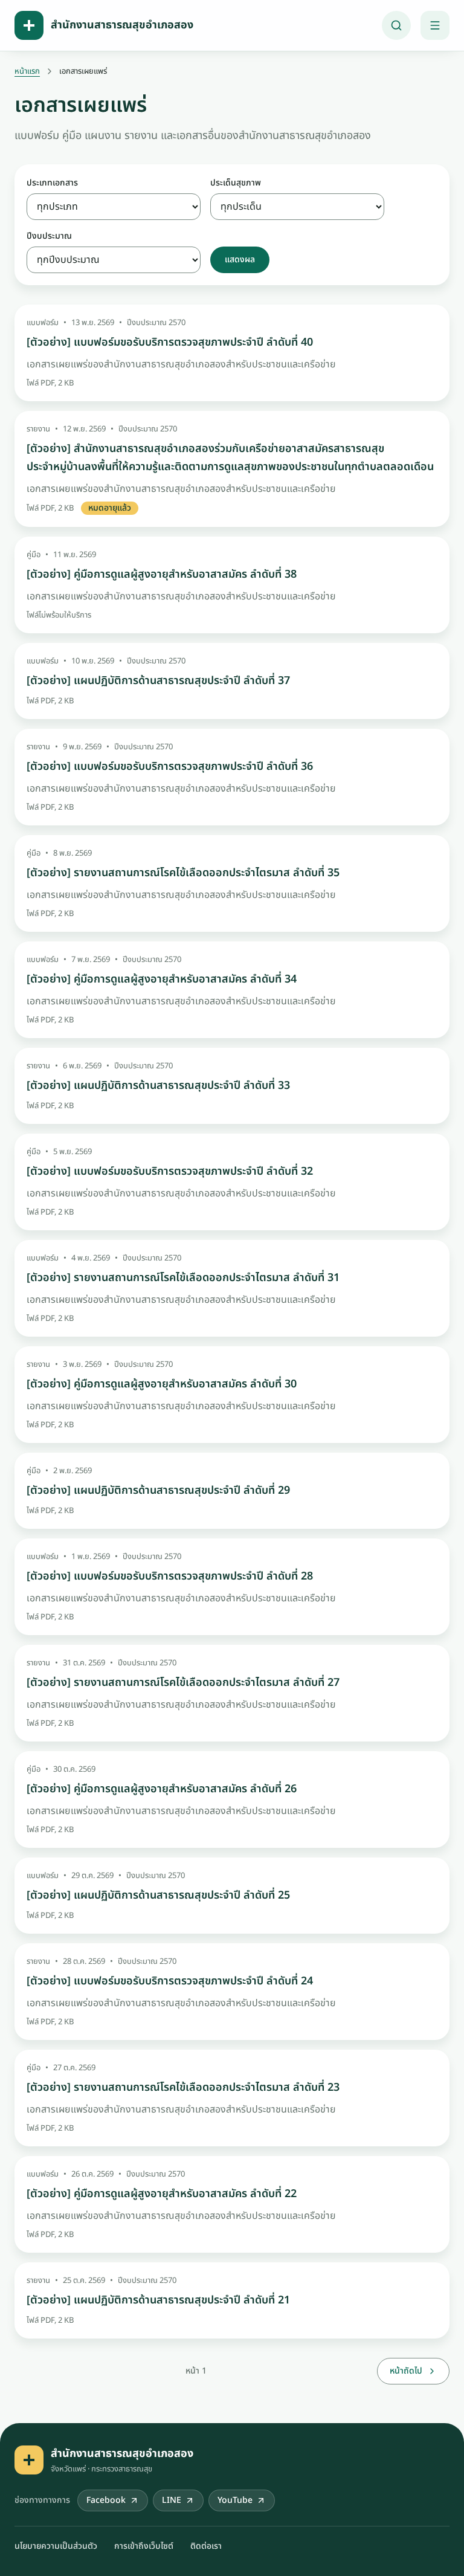 สำนักงานสาธารณสุขอำเภอสอง
หน้าแรก
เอกสารเผยแพร่
เอกสารเผยแพร่
แบบฟอร์ม คู่มือ แผนงาน รายงาน และเอกสารอื่นของสำนักงานสาธารณสุขอำเภอสอง
ประเภทเอกสาร
ทุกประเภท
ประเด็นสุขภาพ
ทุกประเด็น
ปีงบประมาณ
ทุกปีงบประมาณ
แสดงผล
แบบฟอร์ม • 13 พ.ย. 2569 • ปีงบประมาณ 2570
[ตัวอย่าง] แบบฟอร์มขอรับบริการตรวจสุขภาพประจำปี ลำดับที่ 40
เอกสารเผยแพร่ของสำนักงานสาธารณสุขอำเภอสองสำหรับประชาชนและเครือข่าย
ไฟล์ PDF, 2 KB
รายงาน • 12 พ.ย. 2569 • ปีงบประมาณ 2570
[ตัวอย่าง] สำนักงานสาธารณสุขอำเภอสองร่วมกับเครือข่ายอาสาสมัครสาธารณสุข
ประจำหมู่บ้านลงพื้นที่ให้ความรู้และติดตามการดูแลสุขภาพของประชาชนในทุกตำบลตลอดเดือน
เอกสารเผยแพร่ของสำนักงานสาธารณสุขอำเภอสองสำหรับประชาชนและเครือข่าย
ไฟล์ PDF, 2 KB หมดอายุแล้ว
คู่มือ • 11 พ.ย. 2569
[ตัวอย่าง] คู่มือการดูแลผู้สูงอายุสำหรับอาสาสมัคร ลำดับที่ 38
เอกสารเผยแพร่ของสำนักงานสาธารณสุขอำเภอสองสำหรับประชาชนและเครือข่าย
ไฟล์ไม่พร้อมให้บริการ
แบบฟอร์ม • 10 พ.ย. 2569 • ปีงบประมาณ 2570
[ตัวอย่าง] แผนปฏิบัติการด้านสาธารณสุขประจำปี ลำดับที่ 37
ไฟล์ PDF, 2 KB
รายงาน • 9 พ.ย. 2569 • ปีงบประมาณ 2570
[ตัวอย่าง] แบบฟอร์มขอรับบริการตรวจสุขภาพประจำปี ลำดับที่ 36
เอกสารเผยแพร่ของสำนักงานสาธารณสุขอำเภอสองสำหรับประชาชนและเครือข่าย
ไฟล์ PDF, 2 KB
คู่มือ • 8 พ.ย. 2569
[ตัวอย่าง] รายงานสถานการณ์โรคไข้เลือดออกประจำไตรมาส ลำดับที่ 35
เอกสารเผยแพร่ของสำนักงานสาธารณสุขอำเภอสองสำหรับประชาชนและเครือข่าย
ไฟล์ PDF, 2 KB
แบบฟอร์ม • 7 พ.ย. 2569 • ปีงบประมาณ 2570
[ตัวอย่าง] คู่มือการดูแลผู้สูงอายุสำหรับอาสาสมัคร ลำดับที่ 34
เอกสารเผยแพร่ของสำนักงานสาธารณสุขอำเภอสองสำหรับประชาชนและเครือข่าย
ไฟล์ PDF, 2 KB
รายงาน • 6 พ.ย. 2569 • ปีงบประมาณ 2570
[ตัวอย่าง] แผนปฏิบัติการด้านสาธารณสุขประจำปี ลำดับที่ 33
ไฟล์ PDF, 2 KB
คู่มือ • 5 พ.ย. 2569
[ตัวอย่าง] แบบฟอร์มขอรับบริการตรวจสุขภาพประจำปี ลำดับที่ 32
เอกสารเผยแพร่ของสำนักงานสาธารณสุขอำเภอสองสำหรับประชาชนและเครือข่าย
ไฟล์ PDF, 2 KB
แบบฟอร์ม • 4 พ.ย. 2569 • ปีงบประมาณ 2570
[ตัวอย่าง] รายงานสถานการณ์โรคไข้เลือดออกประจำไตรมาส ลำดับที่ 31
เอกสารเผยแพร่ของสำนักงานสาธารณสุขอำเภอสองสำหรับประชาชนและเครือข่าย
ไฟล์ PDF, 2 KB
รายงาน • 3 พ.ย. 2569 • ปีงบประมาณ 2570
[ตัวอย่าง] คู่มือการดูแลผู้สูงอายุสำหรับอาสาสมัคร ลำดับที่ 30
เอกสารเผยแพร่ของสำนักงานสาธารณสุขอำเภอสองสำหรับประชาชนและเครือข่าย
ไฟล์ PDF, 2 KB
คู่มือ • 2 พ.ย. 2569
[ตัวอย่าง] แผนปฏิบัติการด้านสาธารณสุขประจำปี ลำดับที่ 29
ไฟล์ PDF, 2 KB
แบบฟอร์ม • 1 พ.ย. 2569 • ปีงบประมาณ 2570
[ตัวอย่าง] แบบฟอร์มขอรับบริการตรวจสุขภาพประจำปี ลำดับที่ 28
เอกสารเผยแพร่ของสำนักงานสาธารณสุขอำเภอสองสำหรับประชาชนและเครือข่าย
ไฟล์ PDF, 2 KB
รายงาน • 31 ต.ค. 2569 • ปีงบประมาณ 2570
[ตัวอย่าง] รายงานสถานการณ์โรคไข้เลือดออกประจำไตรมาส ลำดับที่ 27
เอกสารเผยแพร่ของสำนักงานสาธารณสุขอำเภอสองสำหรับประชาชนและเครือข่าย
ไฟล์ PDF, 2 KB
คู่มือ • 30 ต.ค. 2569
[ตัวอย่าง] คู่มือการดูแลผู้สูงอายุสำหรับอาสาสมัคร ลำดับที่ 26
เอกสารเผยแพร่ของสำนักงานสาธารณสุขอำเภอสองสำหรับประชาชนและเครือข่าย
ไฟล์ PDF, 2 KB
แบบฟอร์ม • 29 ต.ค. 2569 • ปีงบประมาณ 2570
[ตัวอย่าง] แผนปฏิบัติการด้านสาธารณสุขประจำปี ลำดับที่ 25
ไฟล์ PDF, 2 KB
รายงาน • 28 ต.ค. 2569 • ปีงบประมาณ 2570
[ตัวอย่าง] แบบฟอร์มขอรับบริการตรวจสุขภาพประจำปี ลำดับที่ 24
เอกสารเผยแพร่ของสำนักงานสาธารณสุขอำเภอสองสำหรับประชาชนและเครือข่าย
ไฟล์ PDF, 2 KB
คู่มือ • 27 ต.ค. 2569
[ตัวอย่าง] รายงานสถานการณ์โรคไข้เลือดออกประจำไตรมาส ลำดับที่ 23
เอกสารเผยแพร่ของสำนักงานสาธารณสุขอำเภอสองสำหรับประชาชนและเครือข่าย
ไฟล์ PDF, 2 KB
แบบฟอร์ม • 26 ต.ค. 2569 • ปีงบประมาณ 2570
[ตัวอย่าง] คู่มือการดูแลผู้สูงอายุสำหรับอาสาสมัคร ลำดับที่ 22
เอกสารเผยแพร่ของสำนักงานสาธารณสุขอำเภอสองสำหรับประชาชนและเครือข่าย
ไฟล์ PDF, 2 KB
รายงาน • 25 ต.ค. 2569 • ปีงบประมาณ 2570
[ตัวอย่าง] แผนปฏิบัติการด้านสาธารณสุขประจำปี ลำดับที่ 21
ไฟล์ PDF, 2 KB
หน้า 1
หน้าถัดไป
สำนักงานสาธารณสุขอำเภอสอง
จังหวัดแพร่ · กระทรวงสาธารณสุข
ช่องทางทางการ Facebook LINE YouTube
นโยบายความเป็นส่วนตัว การเข้าถึงเว็บไซต์ ติดต่อเรา